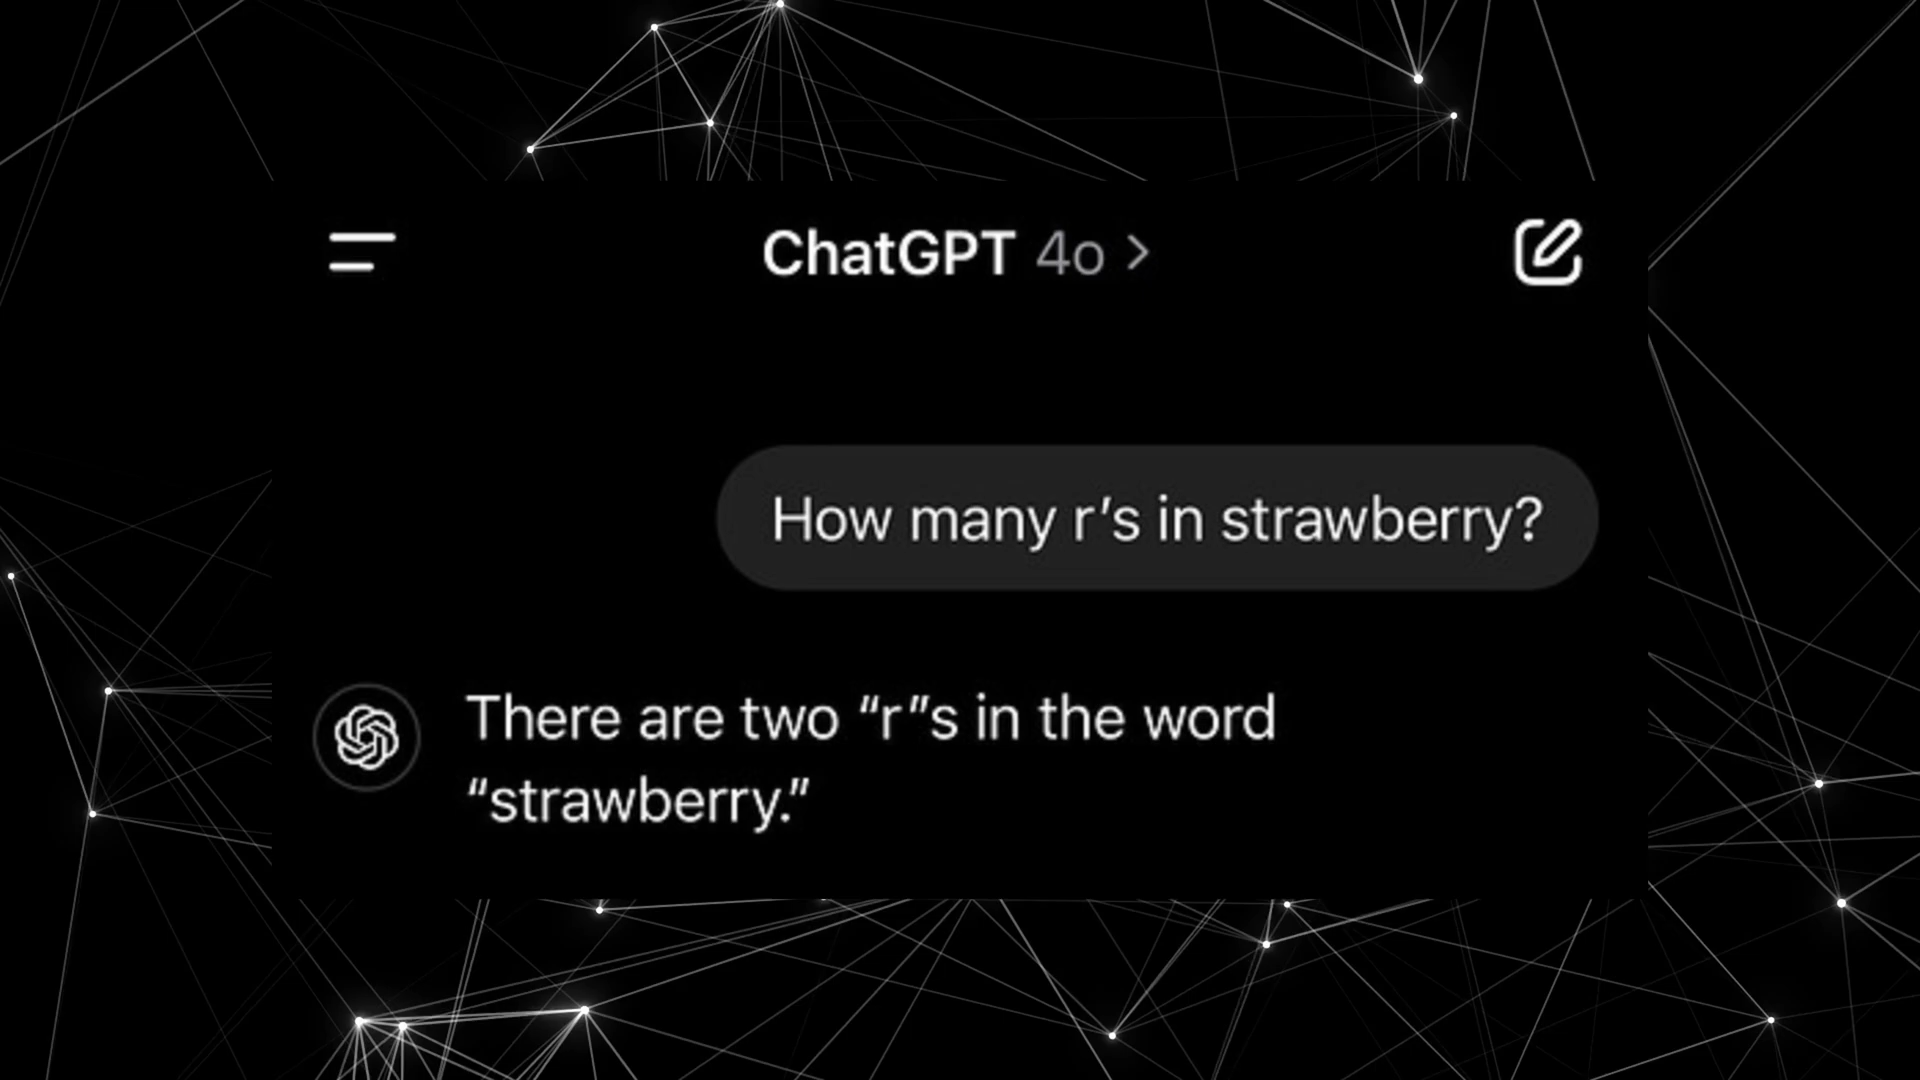 ChatGPT 4o >
How many r’s in strawberry?
There are two “r”s in the word
“strawberry.”